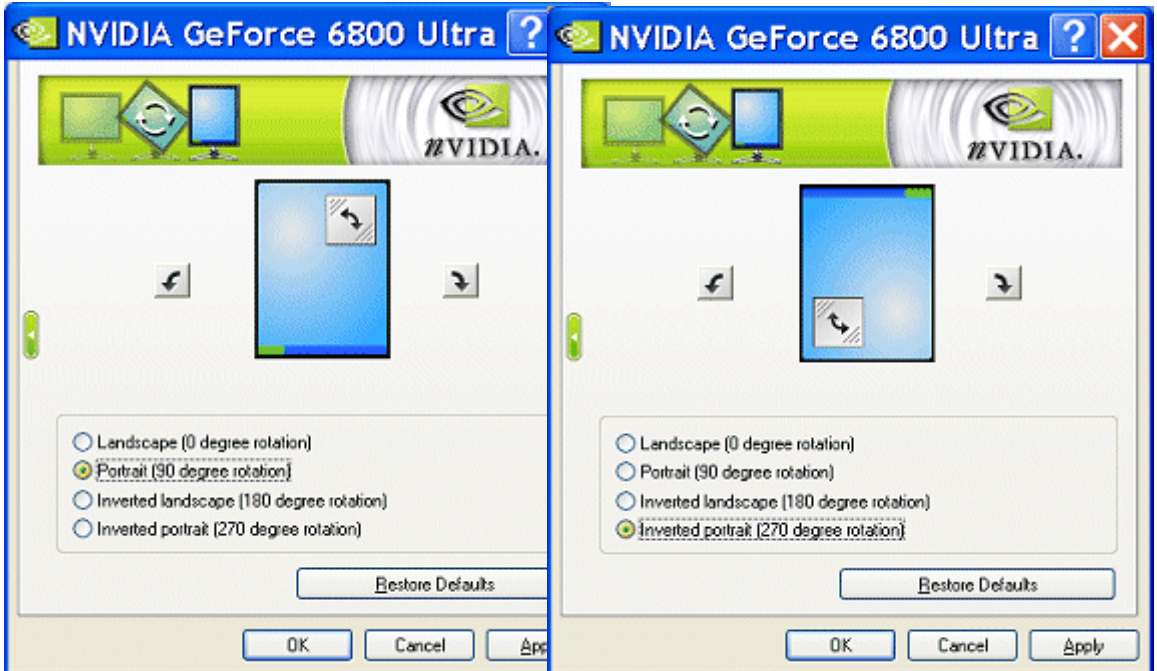 NVIDIA GeForce 6800 Ultra
nVIDIA.
Landscape (0 degree rotation)
Portrait (90 degree rotation)
Inverted landscape (180 degree rotation)
Inverted portrait (270 degree rotation)
Restore Defaults
OK
Cancel
App
NVIDIA GeForce 6800 Ultra
nVIDIA.
Landscape (0 degree rotation)
Portrait (90 degree rotation)
Inverted landscape (180 degree rotation)
Inverted portrait (270 degree rotation)
Restore Defaults
OK
Cancel
Apply